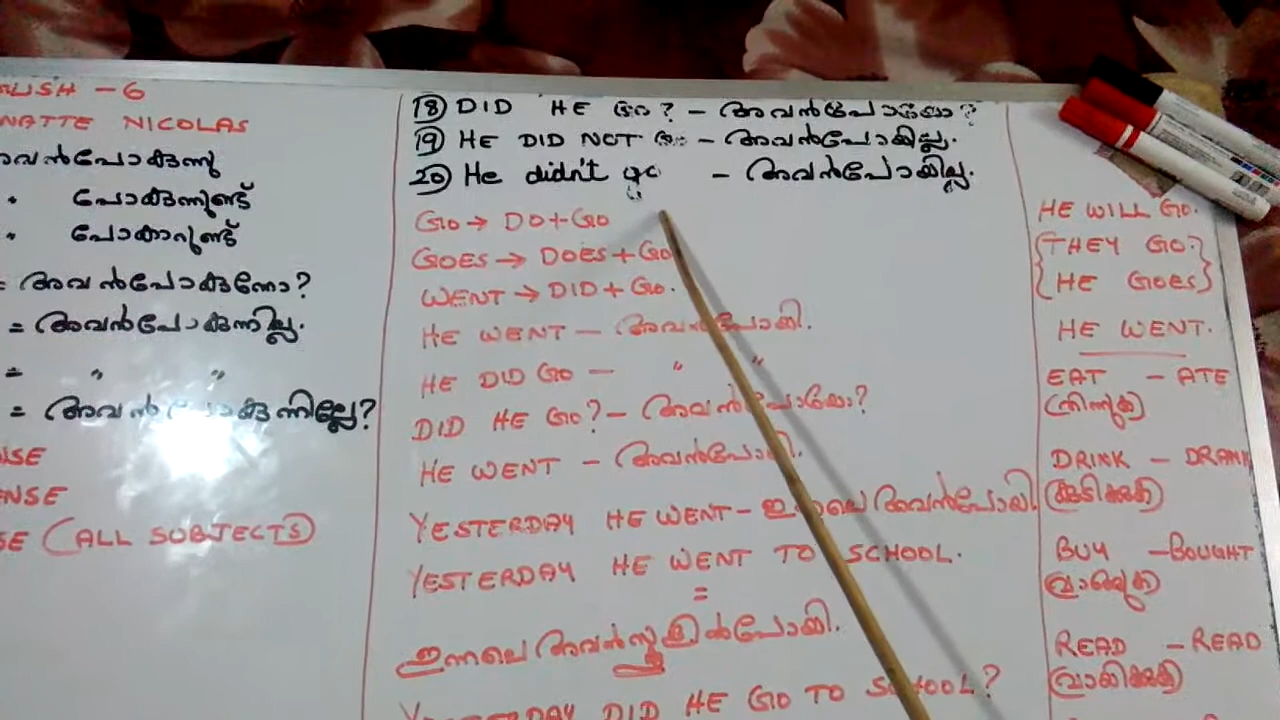 LISH - 6
NATTE NICOLAS
അവൻപോകുന്നു
" പോകുന്നുണ്ട്
" പോകാറുണ്ട്
= അവൻപോകുന്നോ?
= അവൻപോകുന്നില്ല.
= " "
= അവൻപോകുന്നില്ലേ?
NSE
ENSE
SE (ALL SUBJECTS)
18) DID HE GO? - അവൻപോയോ?
19) HE DID NOT GO - അവൻപോയില്ല.
20) He didn't go - അവൻപോയില്ല.
GO → DO+GO
GOES → DOES+GO
WENT → DID+GO.
HE WENT - അവൻപോയി.
HE DID GO - " "
DID HE GO? - അവൻപോയോ?
HE WENT - അവൻപോയി.
YESTERDAY HE WENT - ഇന്നലെ അവൻപോയി.
YESTERDAY HE WENT TO SCHOOL.
=
ഇന്നലെ അവൻസ്കൂളിൽപോയി.
YESTERDAY DID HE GO TO SCHOOL?
HE WILL GO.
{THEY GO?}
{HE GOES}
HE WENT.
EAT - ATE
(തിന്നുക)
DRINK - DRANK
(കുടിക്കുക)
BUY - BOUGHT
(വാങ്ങുക)
READ - READ
(വായിക്കുക)